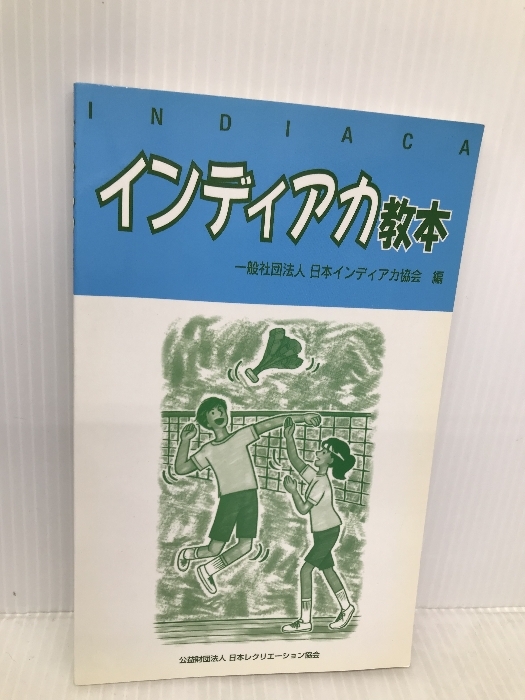 INDIACA
インディアカ教本
一般社団法人 日本インディアカ協会 編
公益財団法人 日本レクリエーション協会